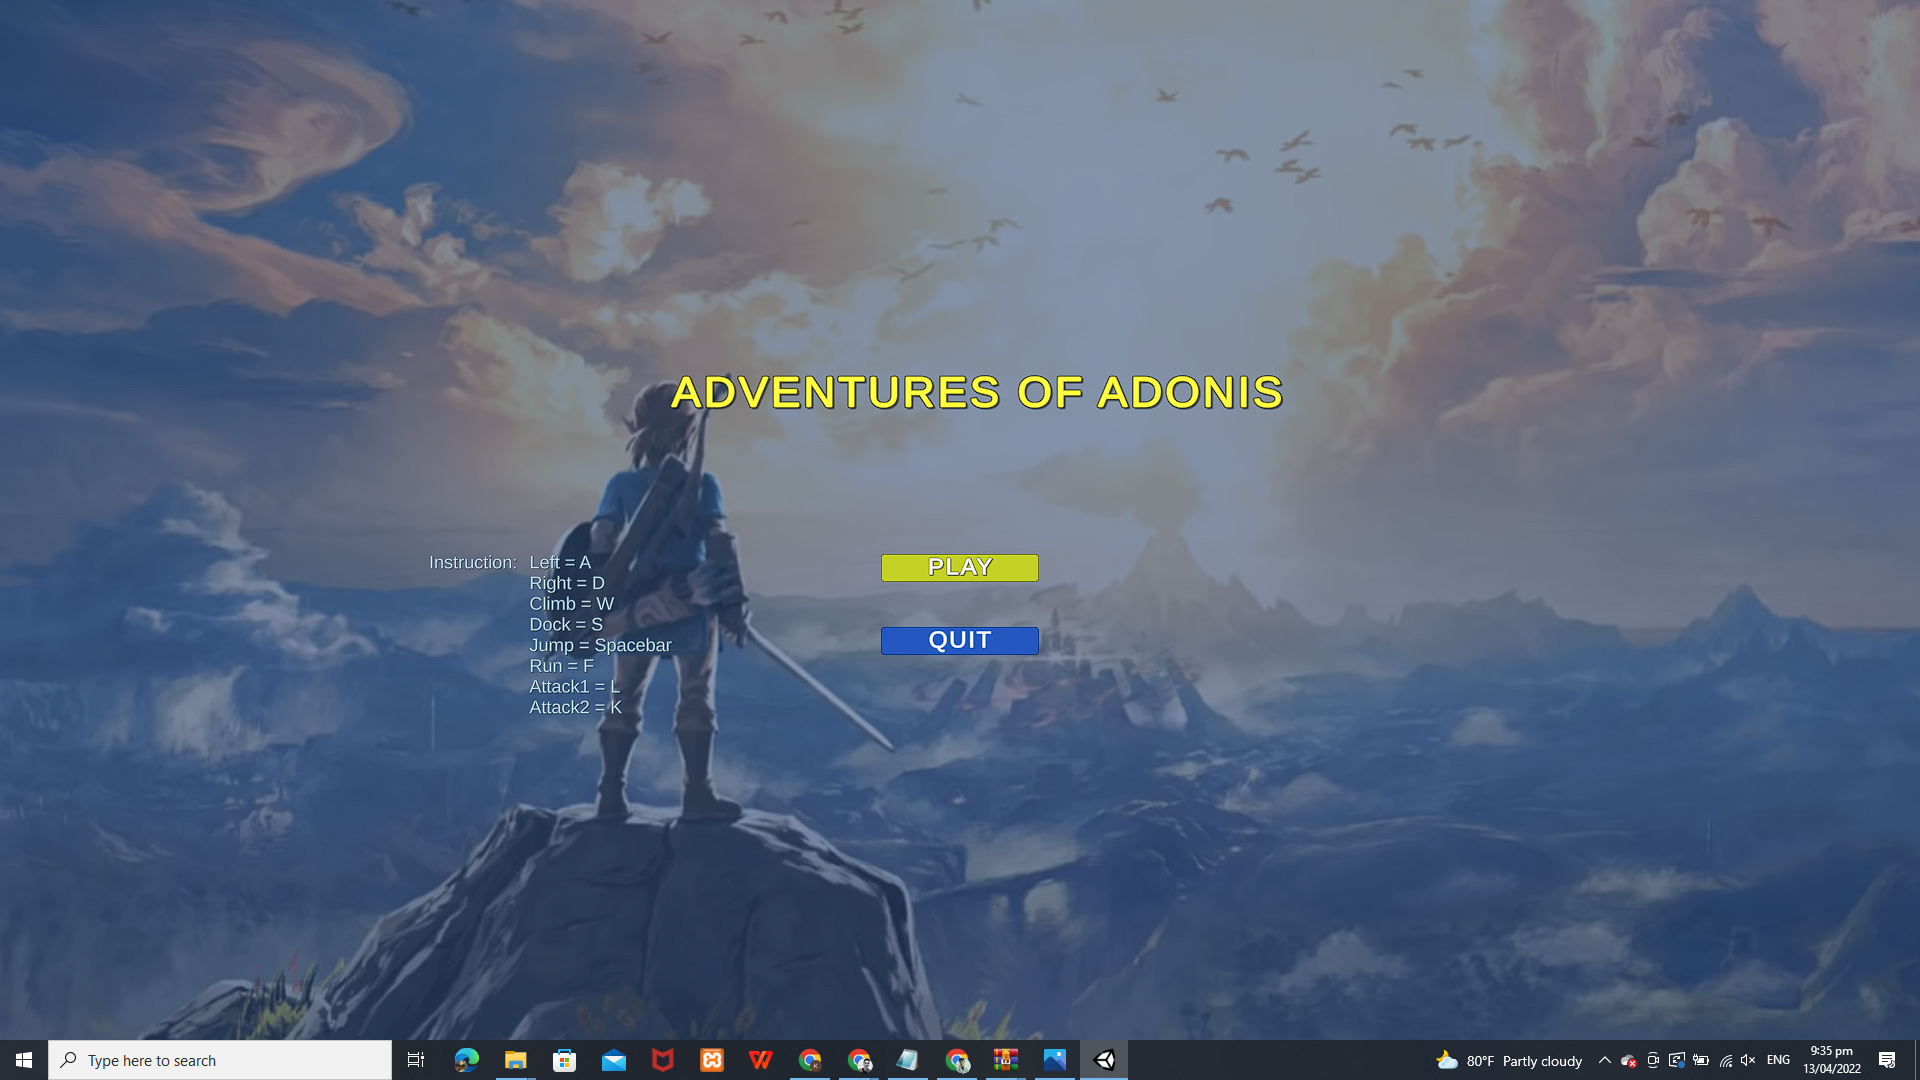 ADVENTURES OF ADONIS
Instruction: Left = A
Right = D
Climb = W
Dock = S
Jump = Spacebar
Run = F
Attack1 = L
Attack2 = K
PLAY
QUIT
Type here to search
80°F Partly cloudy
ENG
9:35 pm
13/04/2022